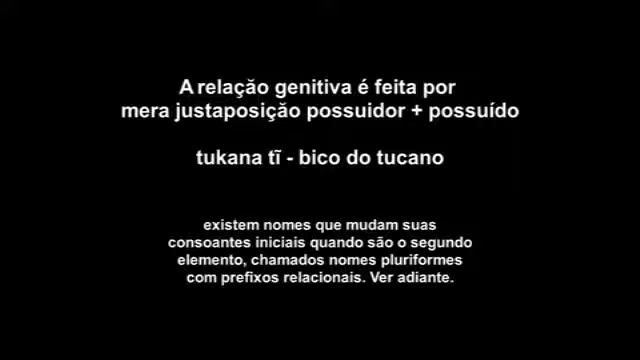 A relação genitiva é feita por
mera justaposição possuidor + possuído
tukana tĩ - bico do tucano
existem nomes que mudam suas
consoantes iniciais quando são o segundo
elemento, chamados nomes pluriformes
com prefixos relacionais. Ver adiante.